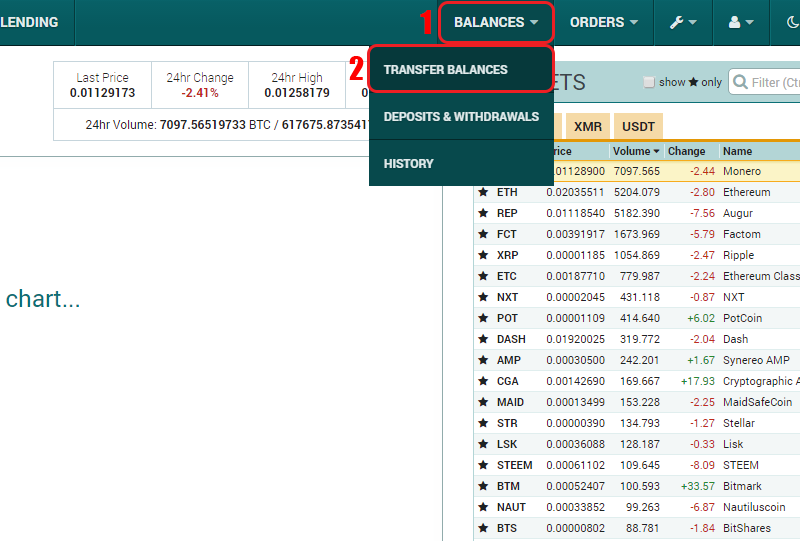 LENDING
1 BALANCES ORDERS
2 TRANSFER BALANCES
DEPOSITS & WITHDRAWALS
HISTORY
Last Price 24hr Change 24hr High
0.01129173 -2.41% 0.01258179 0
24hr Volume: 7097.56519733 BTC / 617675.8735417
chart...
ETS
show ★ only Filter (Ctr
XMR USDT
rice Volume Change Name
.01128900 7097.565 -2.44 Monero
★ ETH 0.02035511 5204.079 -2.80 Ethereum
★ REP 0.01118540 5182.390 -7.56 Augur
★ FCT 0.00391917 1673.969 -5.79 Factom
★ XRP 0.00001185 1054.869 -2.47 Ripple
★ ETC 0.00187710 779.987 -2.24 Ethereum Class
★ NXT 0.00002045 431.118 -0.87 NXT
★ POT 0.00001109 414.640 +6.02 PotCoin
★ DASH 0.01920025 319.772 -2.04 Dash
★ AMP 0.00030500 242.201 +1.67 Synereo AMP
★ CGA 0.00142690 169.667 +17.93 Cryptographic A
★ MAID 0.00013499 153.228 -2.25 MaidSafeCoin
★ STR 0.00000390 134.793 -1.27 Stellar
★ LSK 0.00036088 128.187 -0.33 Lisk
★ STEEM 0.00061102 109.645 -8.09 STEEM
★ BTM 0.00052407 100.593 +33.57 Bitmark
★ NAUT 0.00033852 99.263 -6.87 Nautiluscoin
★ BTS 0.00000802 88.781 -1.84 BitShares